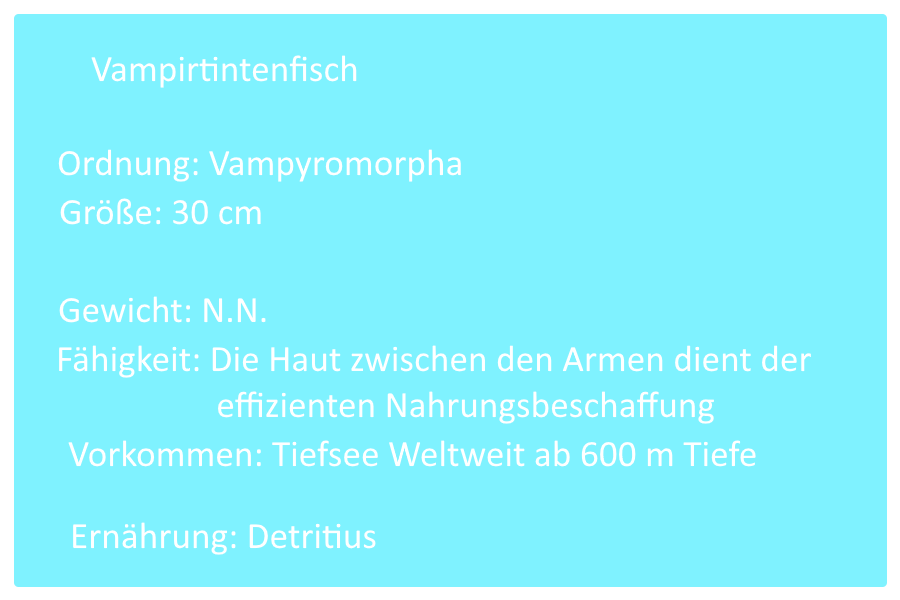 Vampirtintenfisch
Ordnung: Vampyromorpha
Größe: 30 cm
Gewicht: N.N.
Fähigkeit: Die Haut zwischen den Armen dient der
effizienten Nahrungsbeschaffung
Vorkommen: Tiefsee Weltweit ab 600 m Tiefe
Ernährung: Detritius